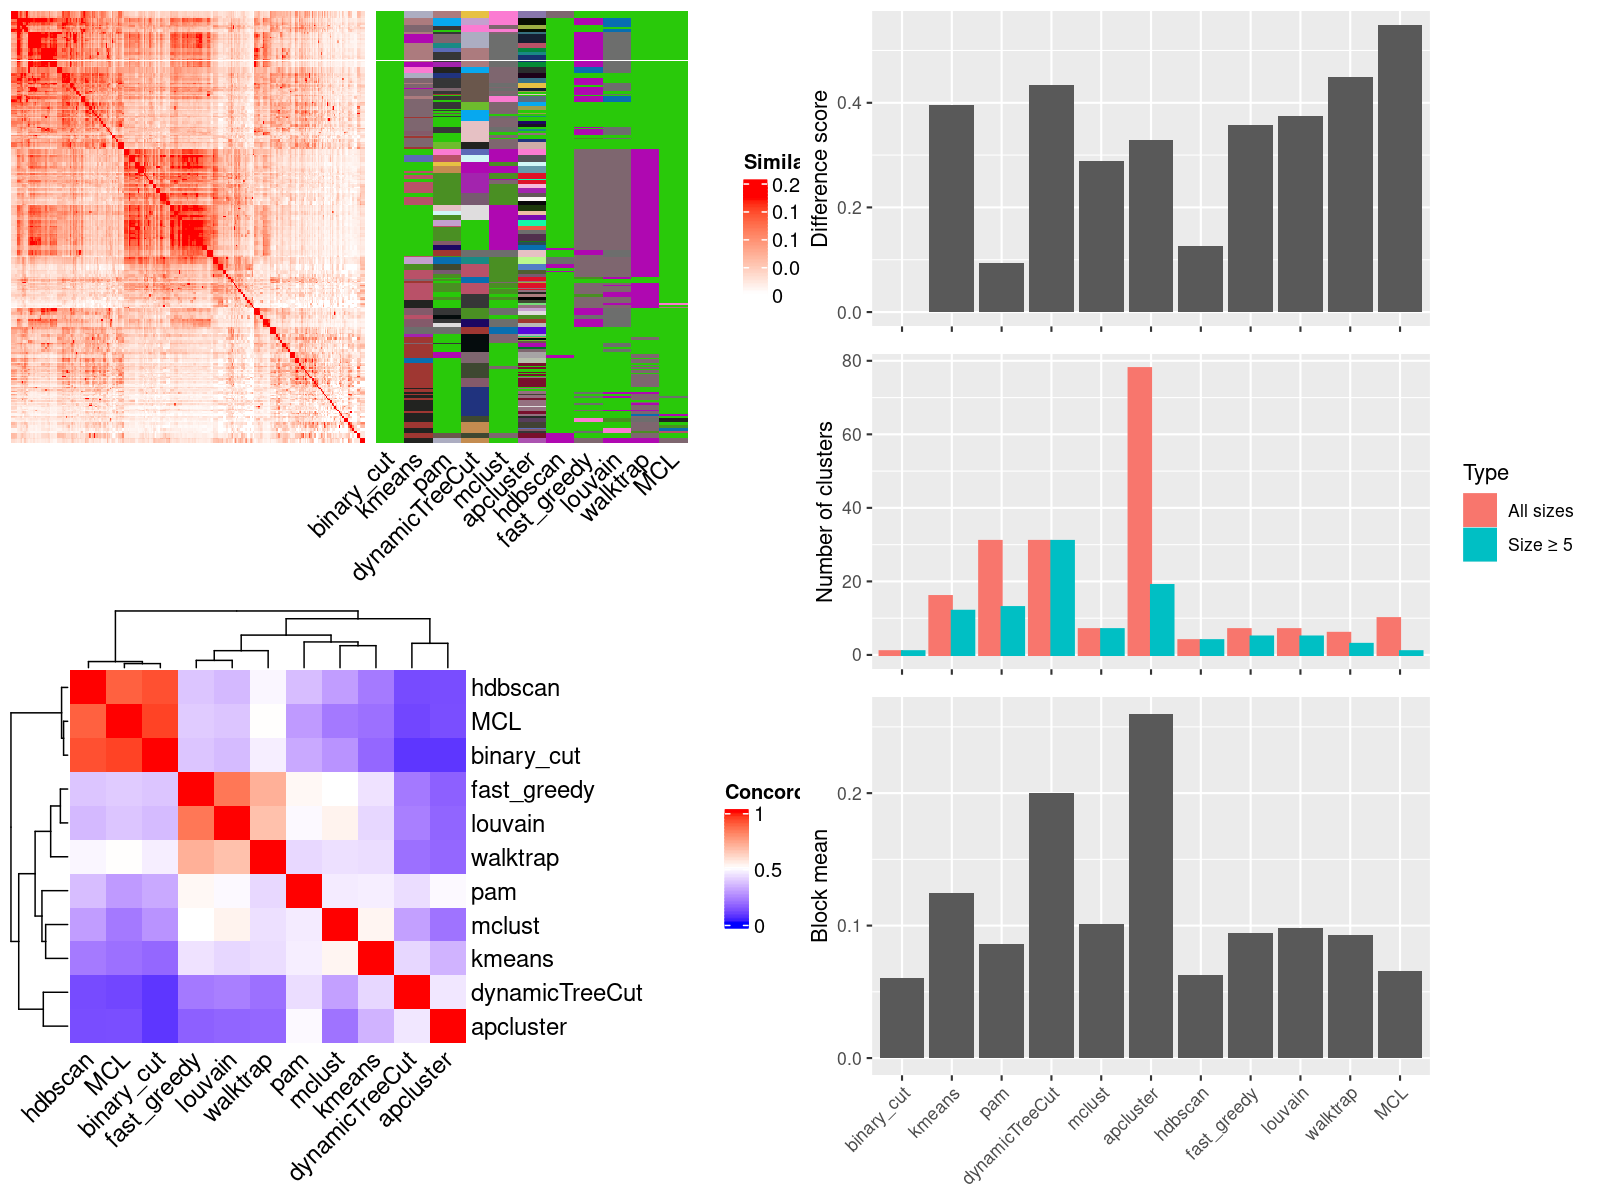 Simila
0.2
0.1
0.1
0.0
0
binary_cut
kmeans
pam
dynamicTreeCut
mclust
apcluster
hdbscan
fast_greedy
louvain
walktrap
MCL
hdbscan
MCL
binary_cut
fast_greedy
louvain
walktrap
pam
mclust
kmeans
dynamicTreeCut
apcluster
hdbscan
MCL
binary_cut
fast_greedy
louvain
walktrap
pam
mclust
kmeans
dynamicTreeCut
apcluster
Concord
1
0.5
0
Difference score
0.4
0.2
0.0
Number of clusters
80
60
40
20
0
Type
All sizes
Size ≥ 5
Block mean
0.2
0.1
0.0
binary_cut
kmeans
pam
dynamicTreeCut
mclust
apcluster
hdbscan
fast_greedy
louvain
walktrap
MCL